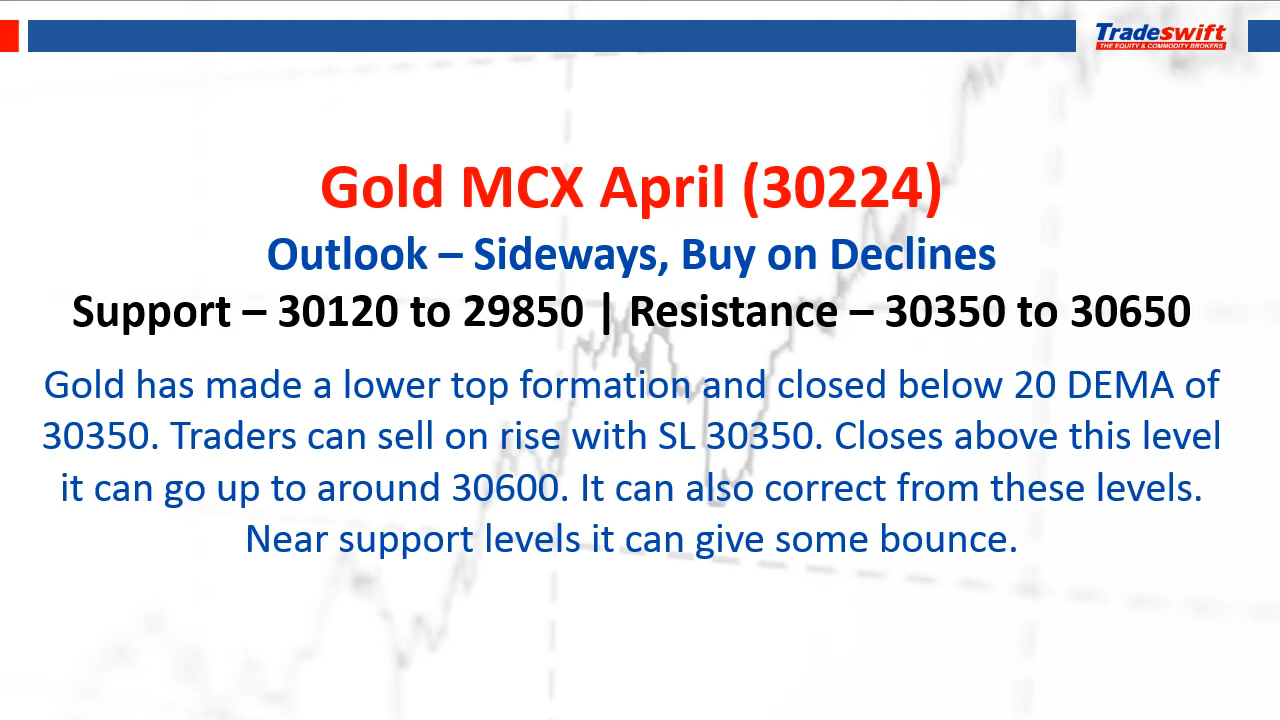 Tradeswift
THE EQUITY & COMMODITY BROKERS
Gold MCX April (30224)
Outlook – Sideways, Buy on Declines
Support – 30120 to 29850 | Resistance – 30350 to 30650
Gold has made a lower top formation and closed below 20 DEMA of
30350. Traders can sell on rise with SL 30350. Closes above this level
it can go up to around 30600. It can also correct from these levels.
Near support levels it can give some bounce.